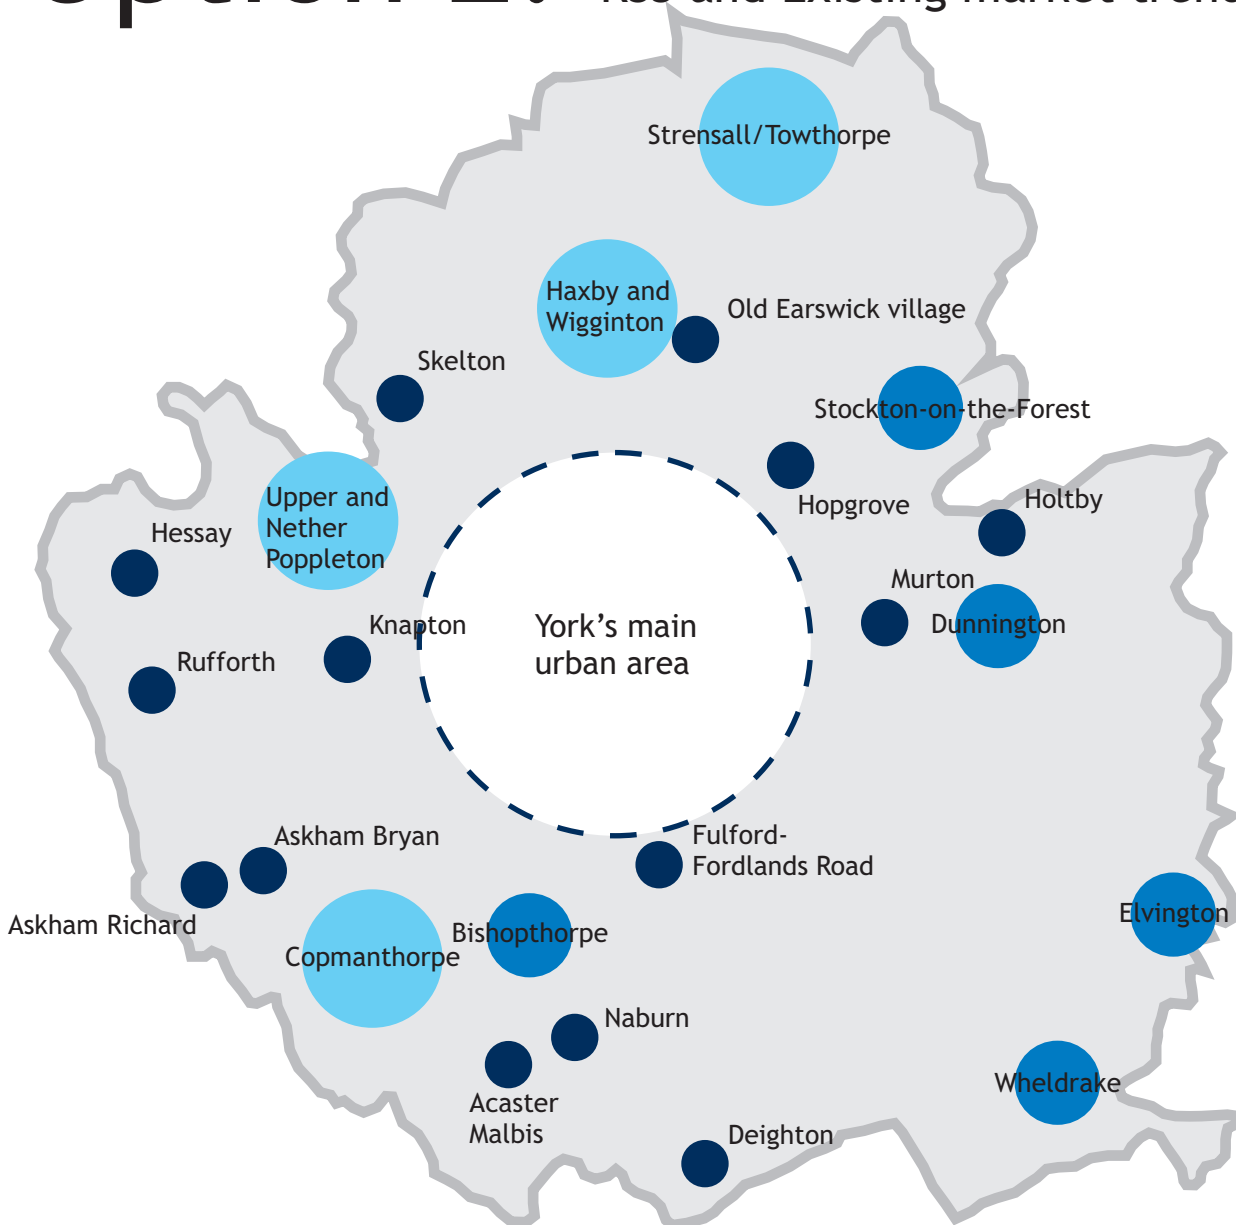 Strensall/Towthorpe
Haxby and
Wigginton
Old Earswick village
Skelton
Stockton-on-the-Forest
Upper and
Nether
Poppleton
Hopgrove
Holtby
Hessay
Murton
Knapton
York's main
urban area
Dunnington
Rufforth
Askham Bryan
Fulford-
Fordlands Road
Askham Richard
Elvington
Bishopthorpe
Copmanthorpe
Naburn
Wheldrake
Acaster
Malbis
Deighton